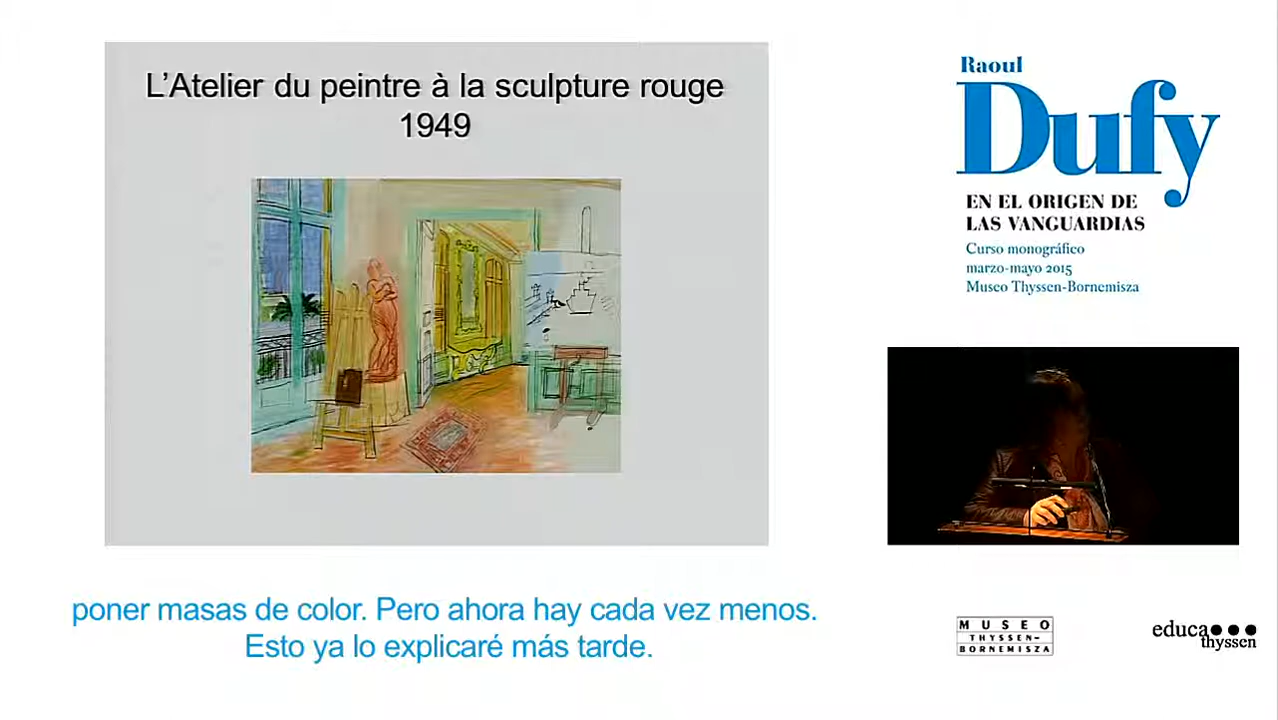 L’Atelier du peintre à la sculpture rouge
1949
Raoul
Dufy
EN EL ORIGEN DE
LAS VANGUARDIAS
Curso monográfico
marzo-mayo 2015
Museo Thyssen-Bornemisza
poner masas de color. Pero ahora hay cada vez menos.
Esto ya lo explicaré más tarde.
MUSEO
THYSSEN-
BORNEMISZA
educa
thyssen